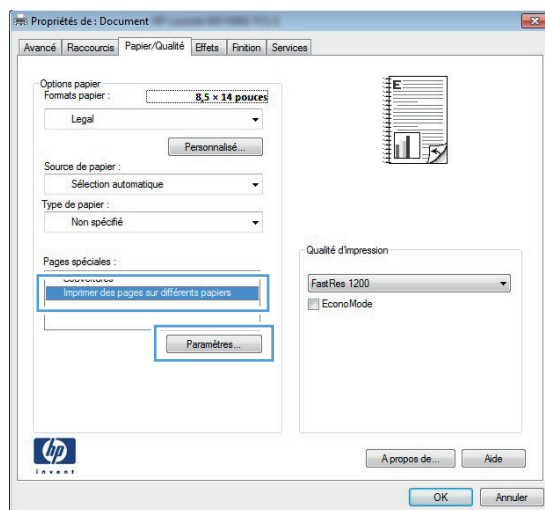 Propriétés de : Document
Avancé Raccourcis Papier/Qualité Effets Finition Services
Options papier
Formats papier :
8,5 × 14 pouces
Legal
Personnalisé...
Source de papier :
Sélection automatique
Type de papier :
Non spécifié
Pages spéciales :
Couvertures
Imprimer des pages sur différents papiers
Paramètres...
E
Qualité d'impression
FastRes 1200
EconoMode
hp
invent
A propos de... Aide
OK Annuler